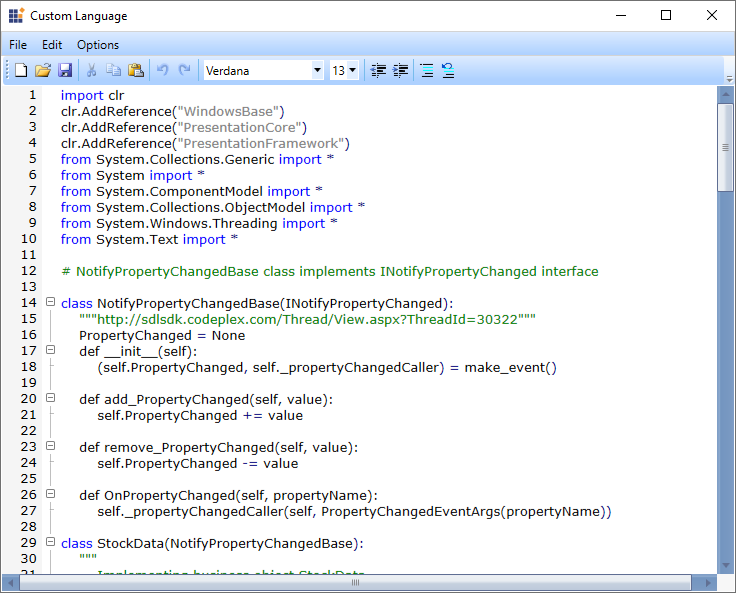 Custom Language
File Edit Options
Verdana 13
1 import clr
2 clr.AddReference("WindowsBase")
3 clr.AddReference("PresentationCore")
4 clr.AddReference("PresentationFramework")
5 from System.Collections.Generic import *
6 from System import *
7 from System.ComponentModel import *
8 from System.Collections.ObjectModel import *
9 from System.Windows.Threading import *
10 from System.Text import *
11
12 # NotifyPropertyChangedBase class implements INotifyPropertyChanged interface
13
14 class NotifyPropertyChangedBase(INotifyPropertyChanged):
15 """http://sdlsdk.codeplex.com/Thread/View.aspx?ThreadId=30322"""
16 PropertyChanged = None
17 def __init__(self):
18 (self.PropertyChanged, self._propertyChangedCaller) = make_event()
19
20 def add_PropertyChanged(self, value):
21 self.PropertyChanged += value
22
23 def remove_PropertyChanged(self, value):
24 self.PropertyChanged -= value
25
26 def OnPropertyChanged(self, propertyName):
27 self._propertyChangedCaller(self, PropertyChangedEventArgs(propertyName))
28
29 class StockData(NotifyPropertyChangedBase):
30 """
31 Implementing business object StockData